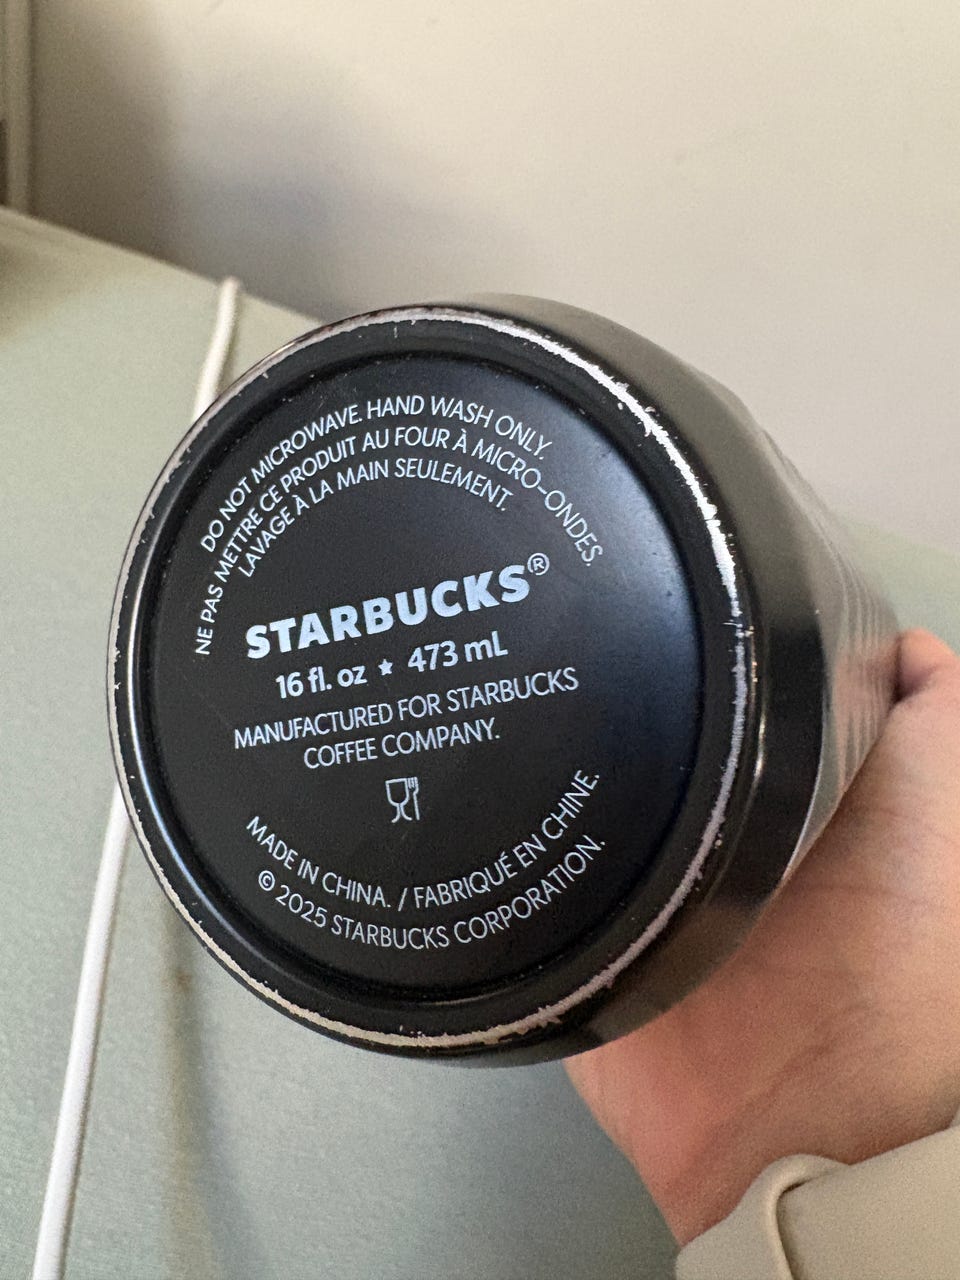 DO NOT MICROWAVE. HAND WASH ONLY.
NE PAS METTRE CE PRODUIT AU FOUR À MICRO-ONDES.
LAVAGE À LA MAIN SEULEMENT.
STARBUCKS®
16 fl. oz ★ 473 mL
MANUFACTURED FOR STARBUCKS
COFFEE COMPANY.
MADE IN CHINA. / FABRIQUÉ EN CHINE.
© 2025 STARBUCKS CORPORATION.